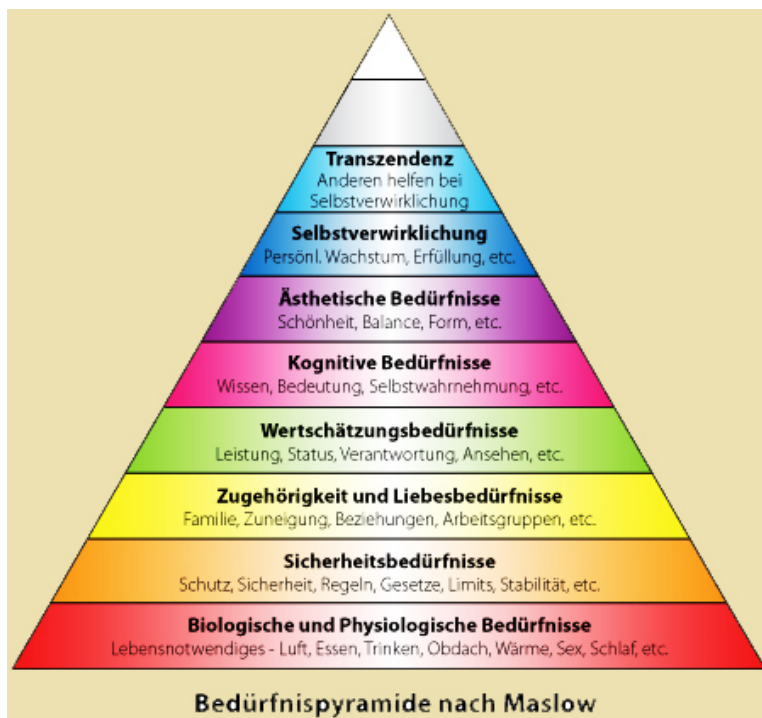 Transzendenz
Anderen helfen bei
Selbstverwirklichung
Selbstverwirklichung
Persönl. Wachstum, Erfüllung, etc.
Ästhetische Bedürfnisse
Schönheit, Balance, Form, etc.
Kognitive Bedürfnisse
Wissen, Bedeutung, Selbstwahrnehmung, etc.
Wertschätzungsbedürfnisse
Leistung, Status, Verantwortung, Ansehen, etc.
Zugehörigkeit und Liebesbedürfnisse
Familie, Zuneigung, Beziehungen, Arbeitsgruppen, etc.
Sicherheitsbedürfnisse
Schutz, Sicherheit, Regeln, Gesetze, Limits, Stabilität, etc.
Biologische und Physiologische Bedürfnisse
Lebensnotwendiges - Luft, Essen, Trinken, Obdach, Wärme, Sex, Schlaf, etc.
Bedürfnispyramide nach Maslow